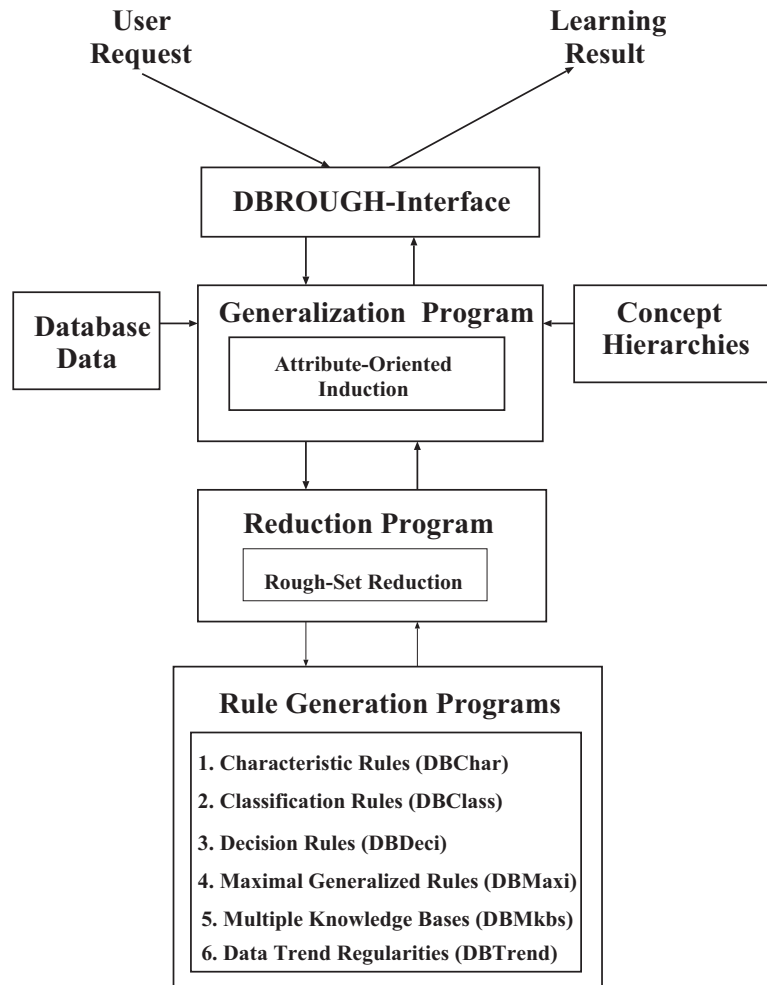 User
Request
Learning
Result
DBROUGH-Interface
Database
Data
Generalization Program
Attribute-Oriented
Induction
Concept
Hierarchies
Reduction Program
Rough-Set Reduction
Rule Generation Programs
1. Characteristic Rules (DBChar)
2. Classification Rules (DBClass)
3. Decision Rules (DBDeci)
4. Maximal Generalized Rules (DBMaxi)
5. Multiple Knowledge Bases (DBMkbs)
6. Data Trend Regularities (DBTrend)